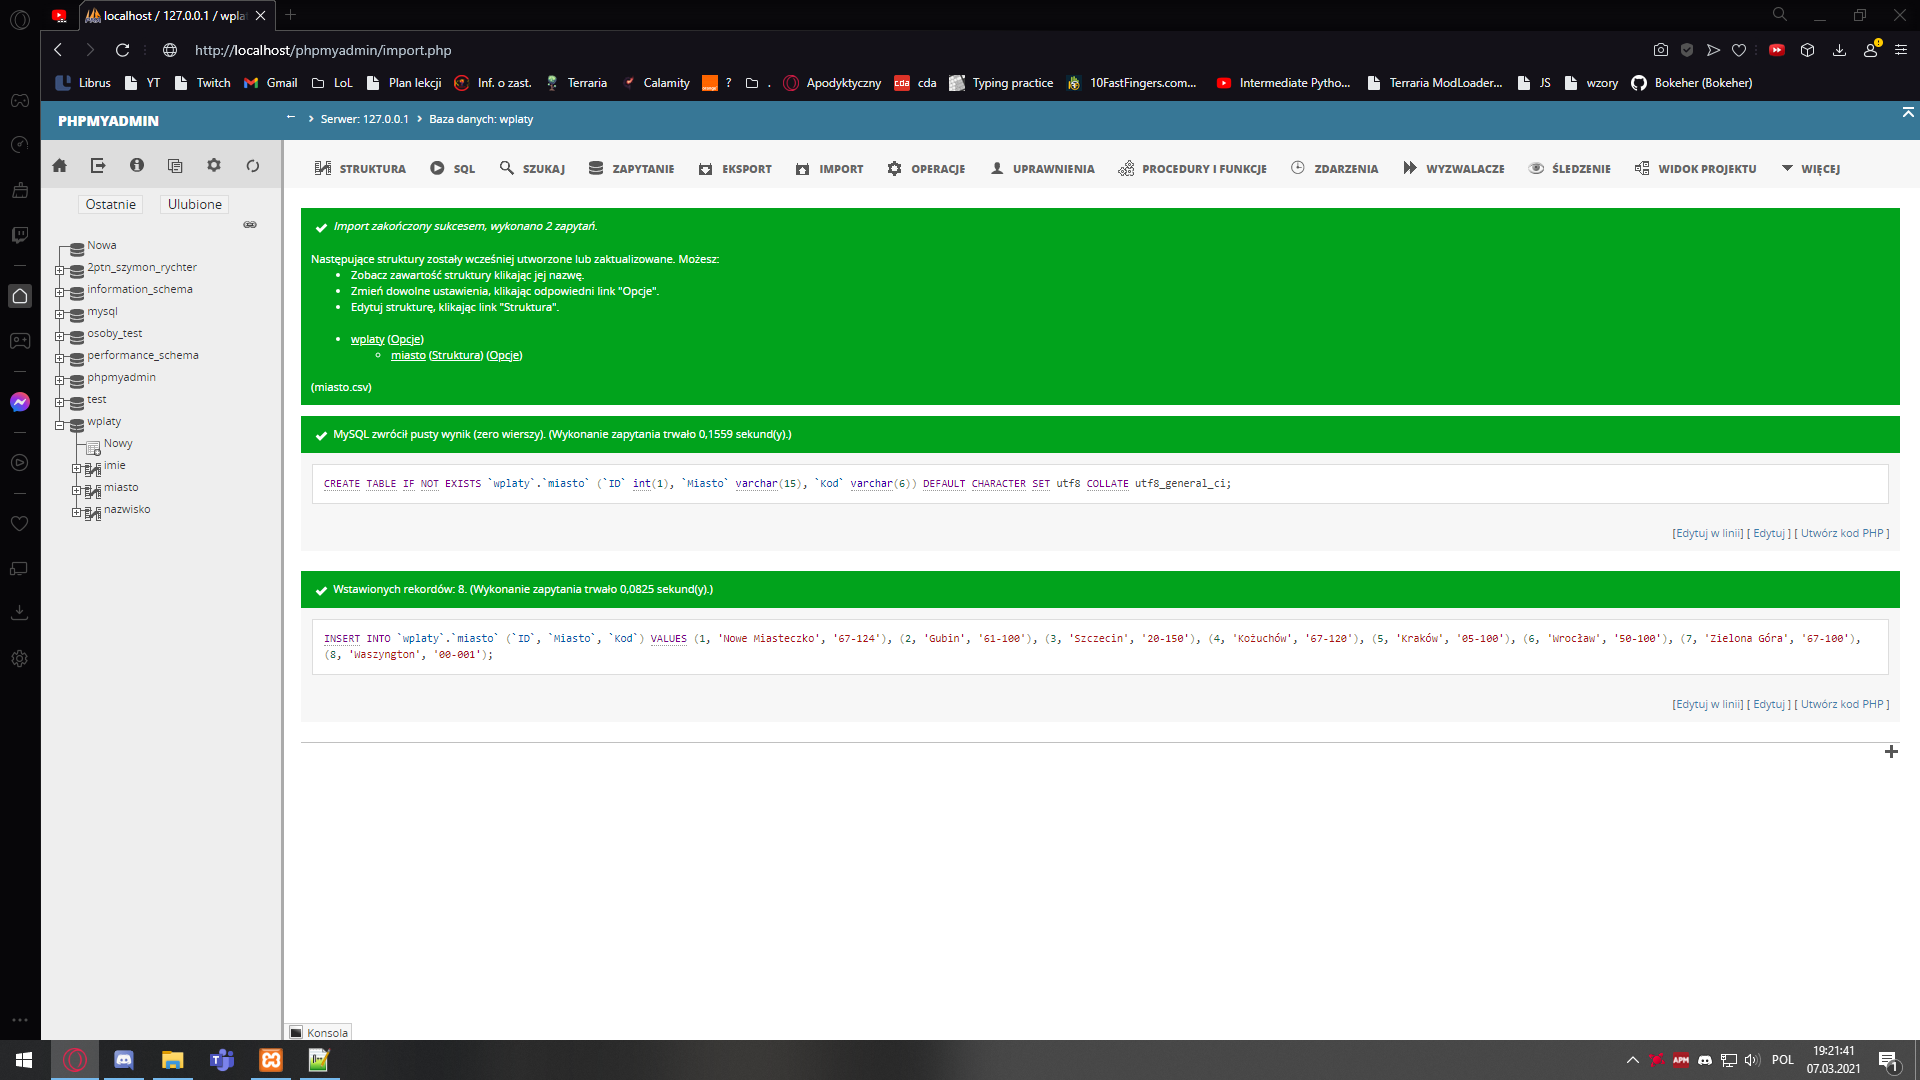 localhost / 127.0.0.1 / wpla
http://localhost/phpmyadmin/import.php
Librus YT Twitch Gmail LoL Plan lekcji Inf. o zast. Terraria Calamity ? . Apodyktyczny cda cda Typing practice 10FastFingers.com... Intermediate Pytho... Terraria ModLoader... JS wzory Bokeher (Bokeher)
PHPMYADMIN
Serwer: 127.0.0.1 Baza danych: wplaty
STRUKTURA SQL SZUKAJ ZAPYTANIE EKSPORT IMPORT OPERACJE UPRAWNIENIA PROCEDURY I FUNKCJE ZDARZENIA WYZWALACZE ŚLEDZENIE WIDOK PROJEKTU WIĘCEJ
Ostatnie Ulubione
Nowa
2ptn_szymon_rychter
information_schema
mysql
osoby_test
performance_schema
phpmyadmin
test
wplaty
Nowy
imie
miasto
nazwisko
Import zakończony sukcesem, wykonano 2 zapytań.
Następujące struktury zostały wcześniej utworzone lub zaktualizowane. Możesz:
Zobacz zawartość struktury klikając jej nazwę.
Zmień dowolne ustawienia, klikając odpowiedni link "Opcje".
Edytuj strukturę, klikając link "Struktura".
wplaty (Opcje)
miasto (Struktura) (Opcje)
(miasto.csv)
MySQL zwrócił pusty wynik (zero wierszy). (Wykonanie zapytania trwało 0,1559 sekund(y).)
CREATE TABLE IF NOT EXISTS `wplaty`.`miasto` (`ID` int(1), `Miasto` varchar(15), `Kod` varchar(6)) DEFAULT CHARACTER SET utf8 COLLATE utf8_general_ci;
[Edytuj w linii] [ Edytuj ] [ Utwórz kod PHP ]
Wstawionych rekordów: 8. (Wykonanie zapytania trwało 0,0825 sekund(y).)
INSERT INTO `wplaty`.`miasto` (`ID`, `Miasto`, `Kod`) VALUES (1, 'Nowe Miasteczko', '67-124'), (2, 'Gubin', '61-100'), (3, 'Szczecin', '20-150'), (4, 'Kożuchów', '67-120'), (5, 'Kraków', '05-100'), (6, 'Wrocław', '50-100'), (7, 'Zielona Góra', '67-100'),
(8, 'Waszyngton', '00-001');
[Edytuj w linii] [ Edytuj ] [ Utwórz kod PHP ]
Konsola
APM POL 19:21:41
07.03.2021
1